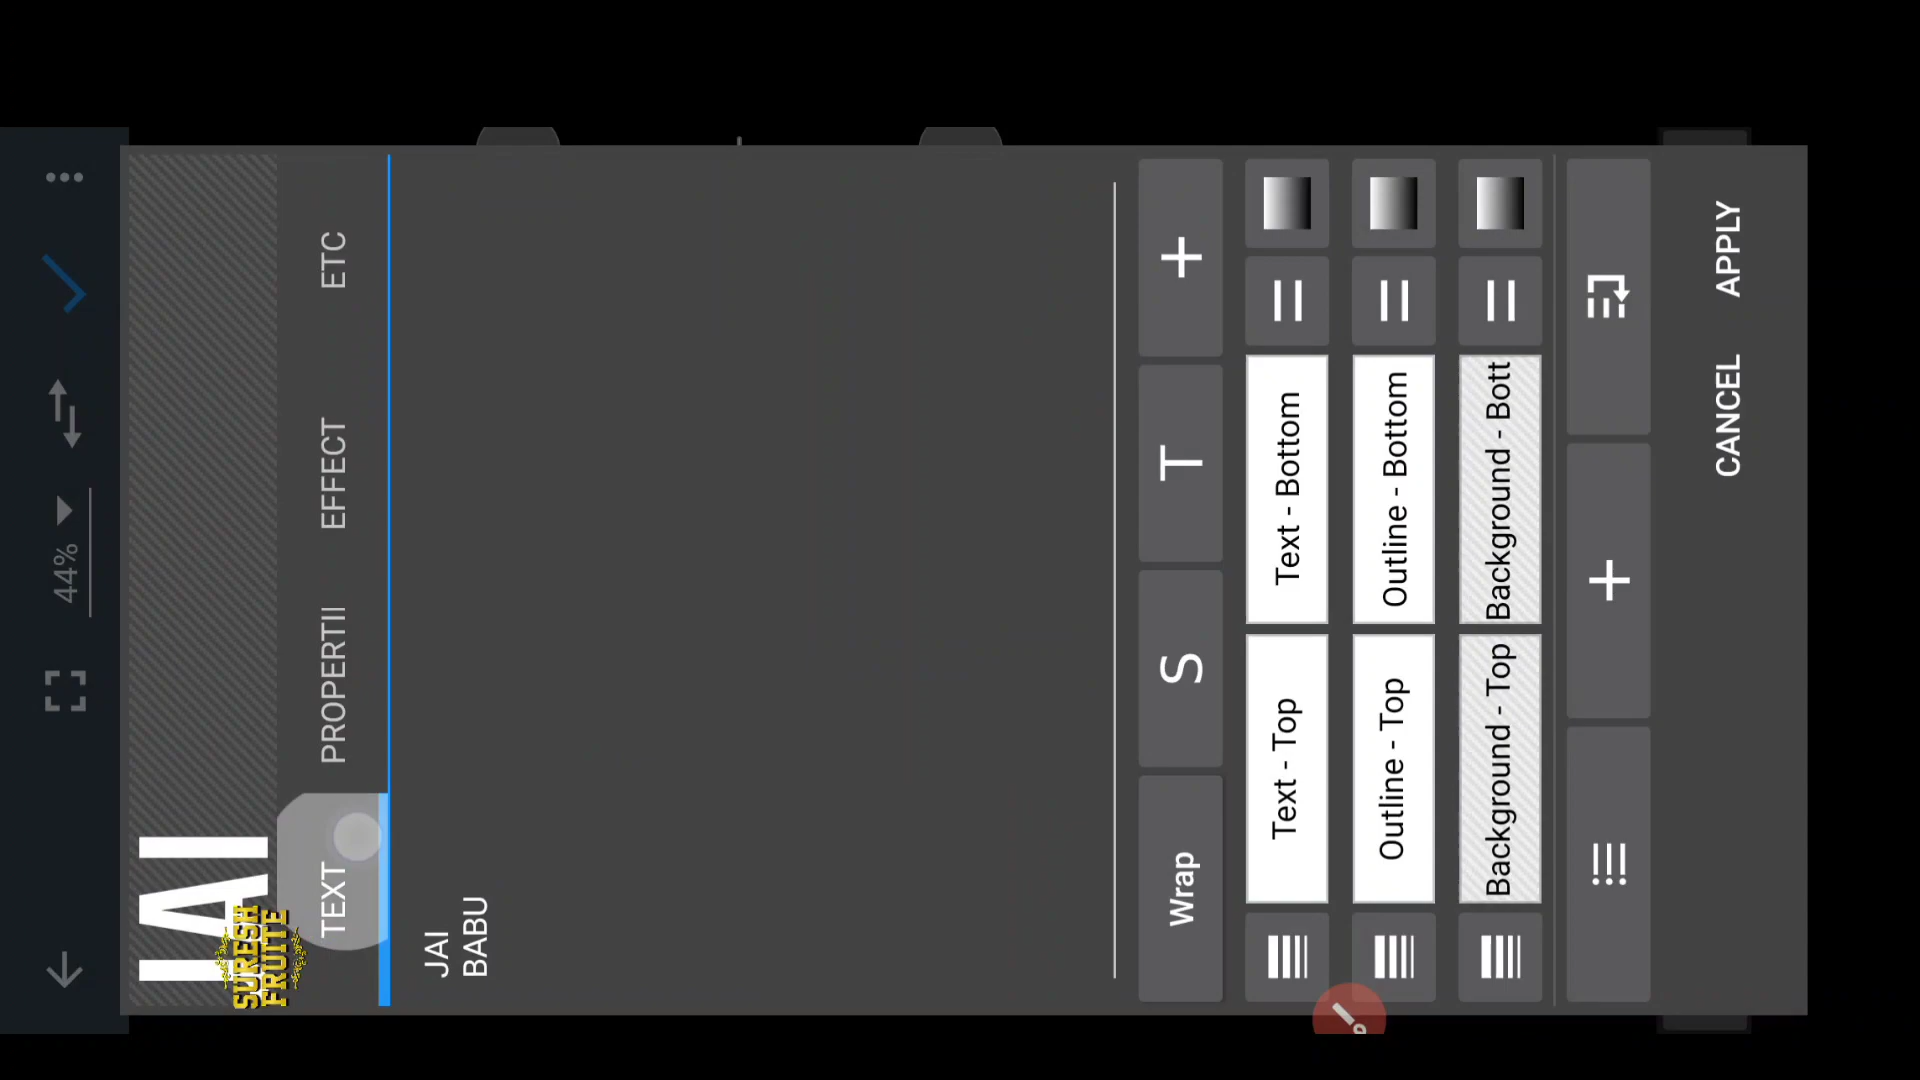 44%
JAI
SURESH
FRUITE
TEXT
PROPERTI
EFFECT
ETC
JAI
BABU
Wrap
S
T
+
Text - Top
Text - Bottom
Outline - Top
Outline - Bottom
Background - Top
Background - Bott
+
CANCEL
APPLY